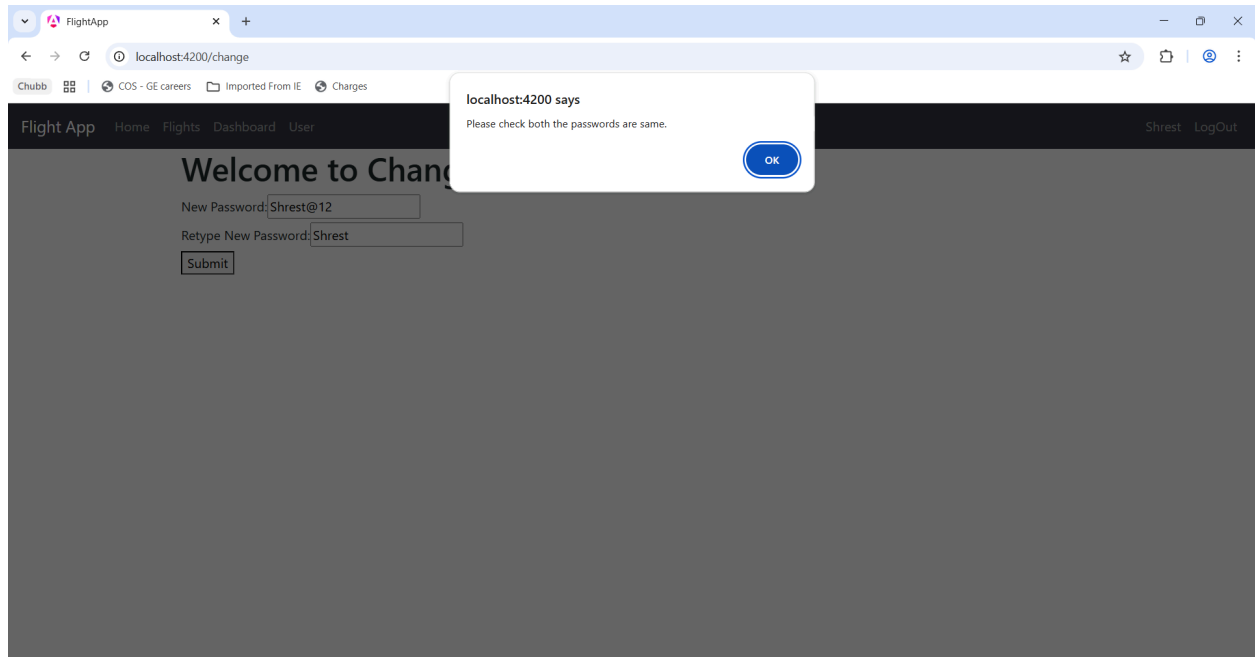 FlightApp
localhost:4200/change
Chubb COS - GE careers Imported From IE Charges
localhost:4200 says
Please check both the passwords are same.
OK
Flight App Home Flights Dashboard User Shrest LogOut
Welcome to Chang
New Password: Shrest@12
Retype New Password: Shrest
Submit